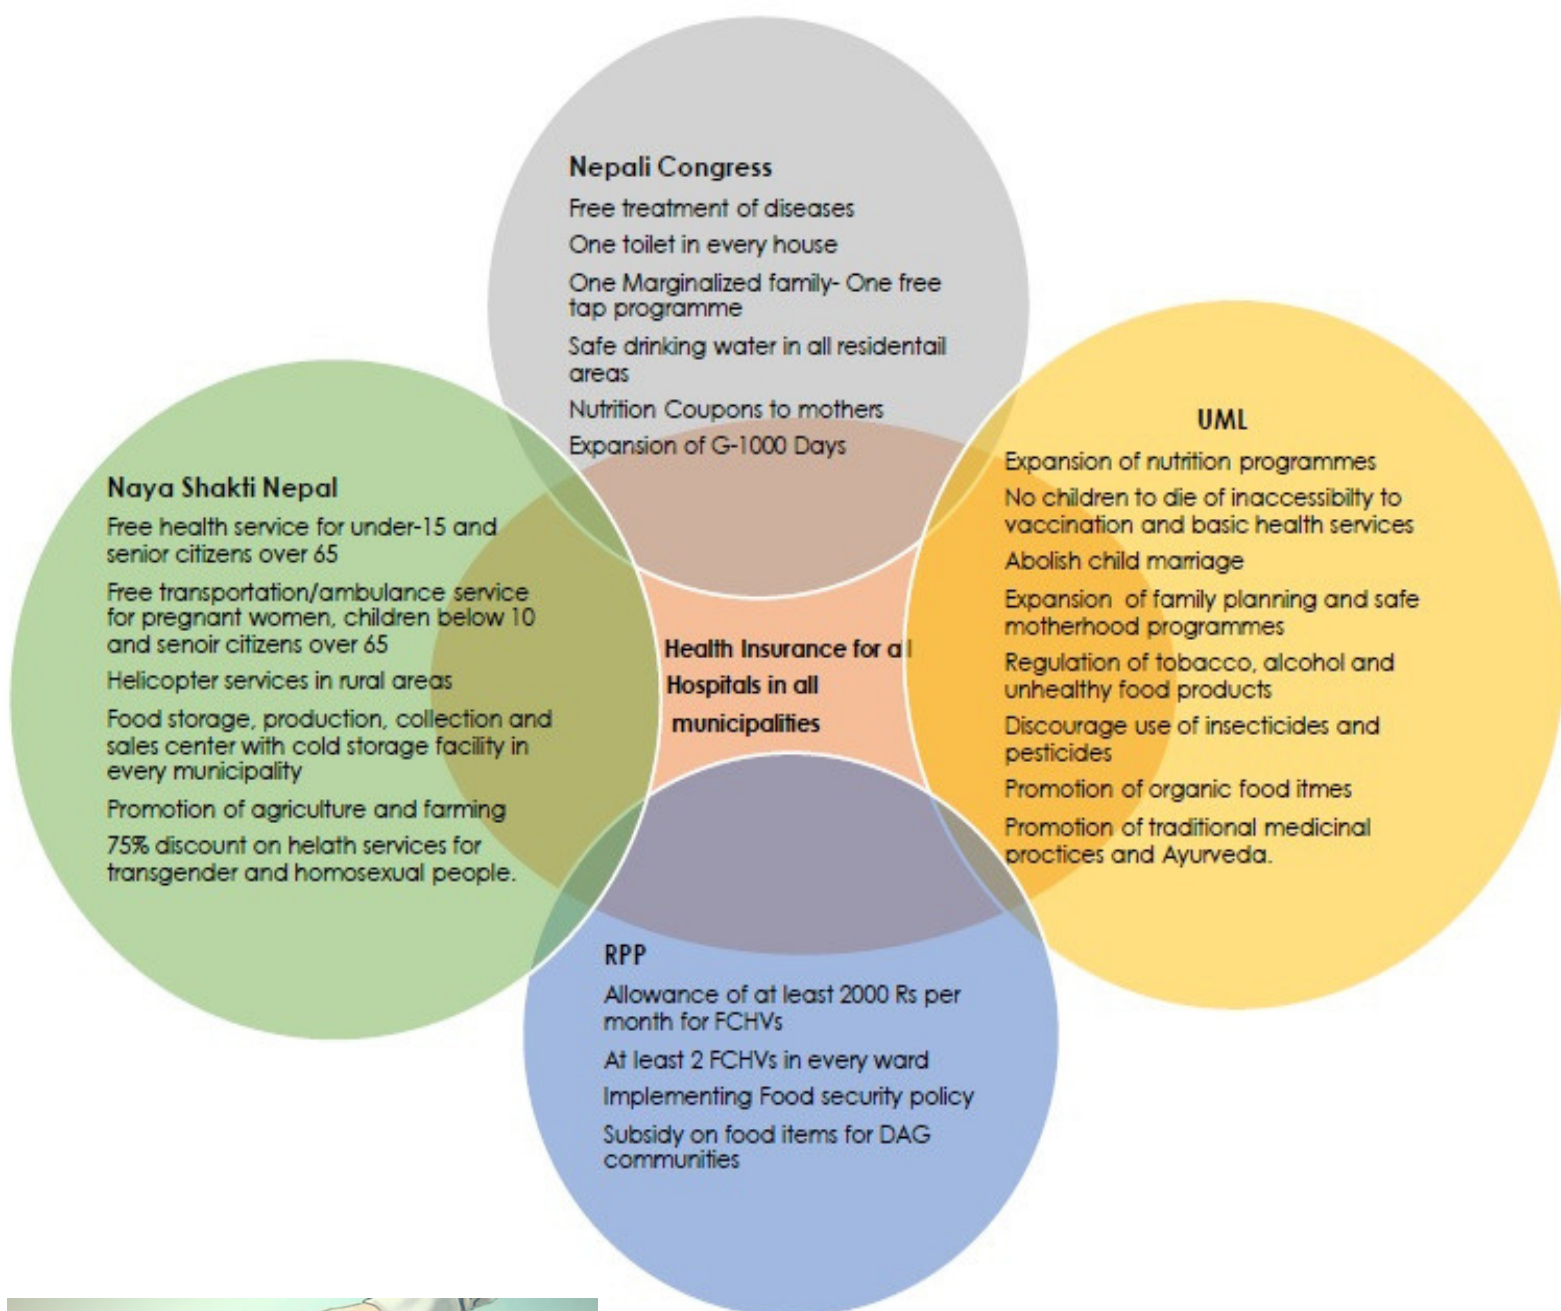 Nepali Congress
Free treatment of diseases
One toilet in every house
One Marginalized family- One free
tap programme
Safe drinking water in all residentail
areas
Nutrition Coupons to mothers
Expansion of G-1000 Days
Naya Shakti Nepal
Free health service for under-15 and
senior citizens over 65
Free transportation/ambulance service
for pregnant women, children below 10
and senoir citizens over 65
Helicopter services in rural areas
Food storage, production, collection and
sales center with cold storage facility in
every municipality
Promotion of agriculture and farming
75% discount on helath services for
transgender and homosexual people.
Health Insurance for all
Hospitals in all
municipalities
UML
Expansion of nutrition programmes
No children to die of inaccessibilty to
vaccination and basic health services
Abolish child marriage
Expansion of family planning and safe
motherhood programmes
Regulation of tobacco, alcohol and
unhealthy food products
Discourage use of insecticides and
pesticides
Promotion of organic food itmes
Promotion of traditional medicinal
proctices and Ayurveda.
RPP
Allowance of at least 2000 Rs per
month for FCHVs
At least 2 FCHVs in every ward
Implementing Food security policy
Subsidy on food items for DAG
communities